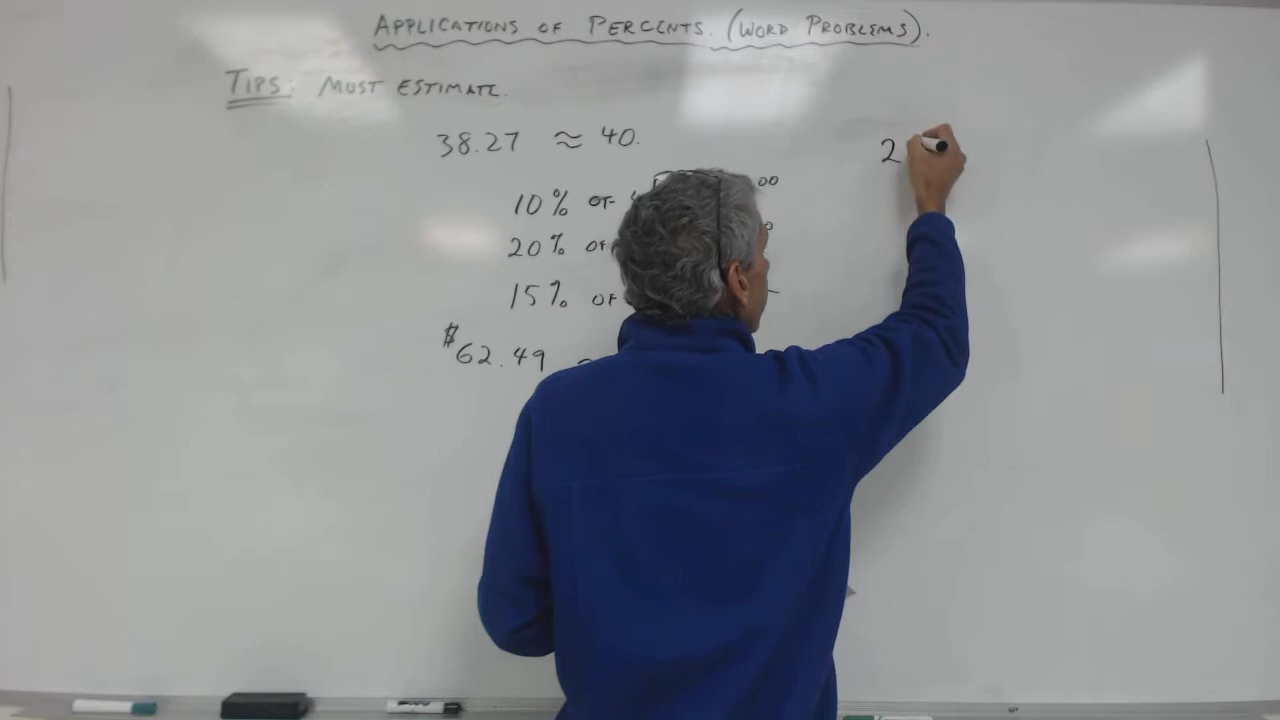 APPLICATIONS OF PERCENTS. (WORD PROBLEMS).
TIPS: MUST ESTIMATE.
38.27 ≈ 40.
10% OF
20% OF
15% OF
$62.49
2